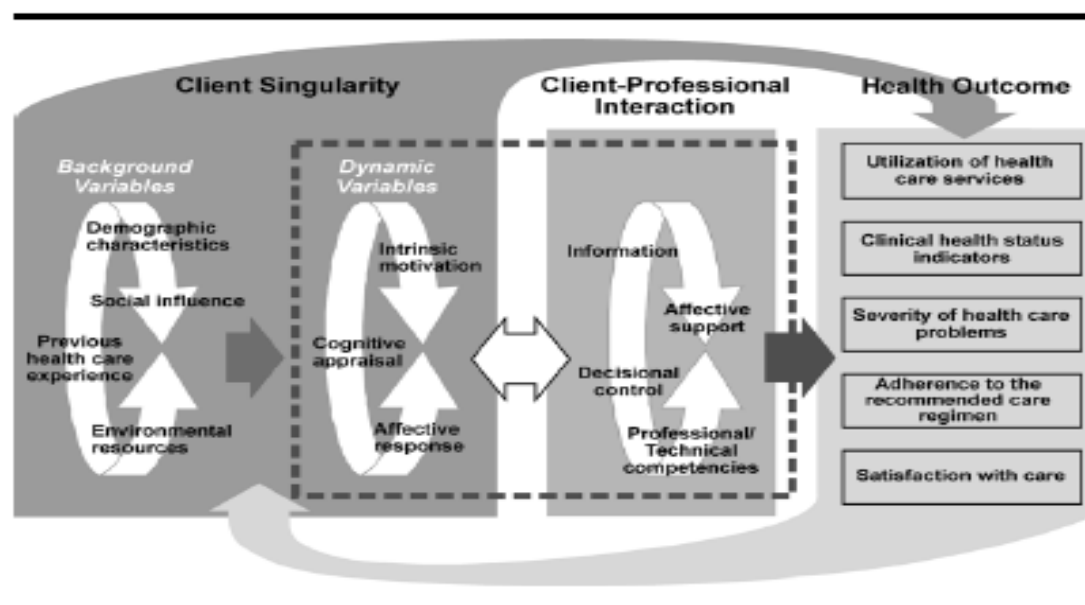 Client Singularity
Client-Professional
Interaction
Health Outcome
Background
Variables
Demographic
characteristics
Social influence
Previous
health care
experience
Environmental
resources
Dynamic
Variables
Intrinsic
motivation
Cognitive
appraisal
Affective
response
Information
Affective
support
Decisional
control
Professional/
Technical
competencies
Utilization of health
care services
Clinical health status
indicators
Severity of health care
problems
Adherence to the
recommended care
regimen
Satisfaction with care